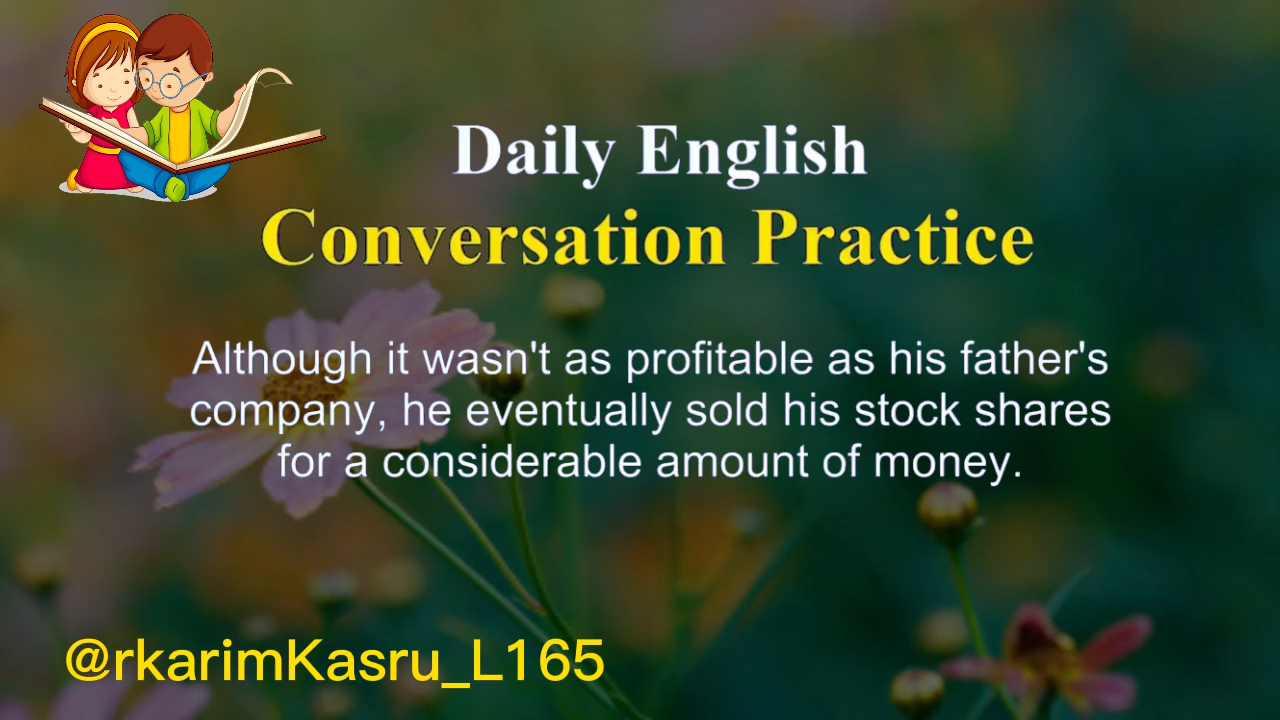 Daily English
Conversation Practice
Although it wasn't as profitable as his father's
company, he eventually sold his stock shares
for a considerable amount of money.
@rkarimKasru_L165